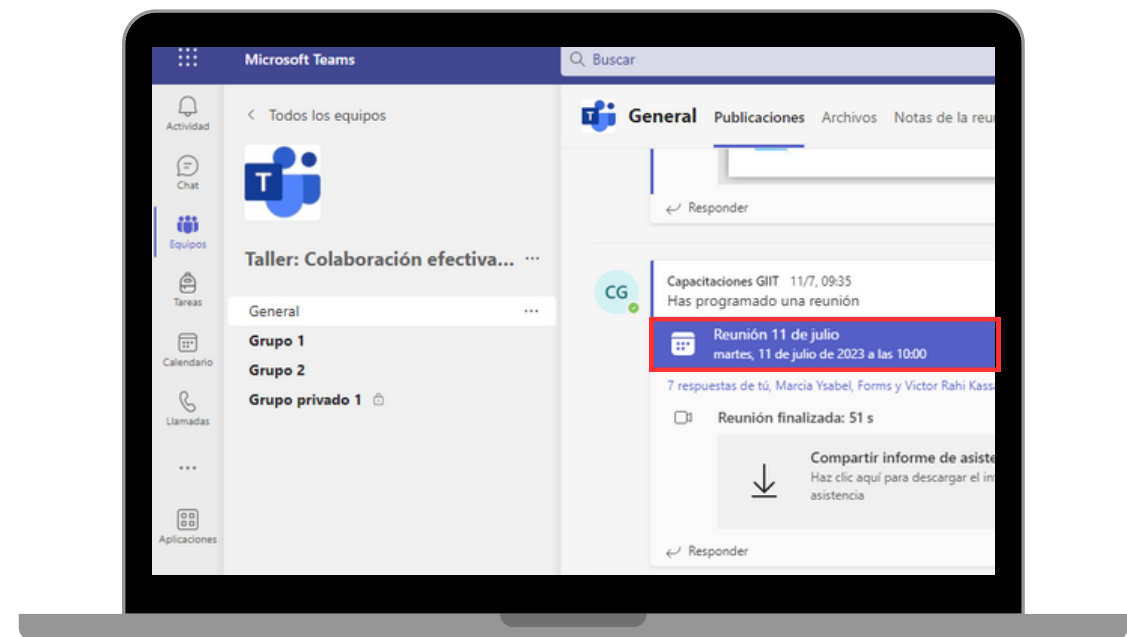 Microsoft Teams
Buscar
Actividad
Chat
Equipos
Tareas
Calendario
Llamadas
Aplicaciones
Todos los equipos
T
Taller: Colaboración efectiva...
General
Grupo 1
Grupo 2
Grupo privado 1
General Publicaciones Archivos Notas de la
Responder
CG
Capacitaciones GIIT 11/7, 09:35
Has programado una reunión
Reunión 11 de julio
martes, 11 de julio de 2023 a las 10:00
7 respuestas de tú, Marcia Ysabel, Forms y Victor Rahi
Reunión finalizada: 51 s
Compartir informe de
Haz clic aquí para descargar el
asistencia
Responder